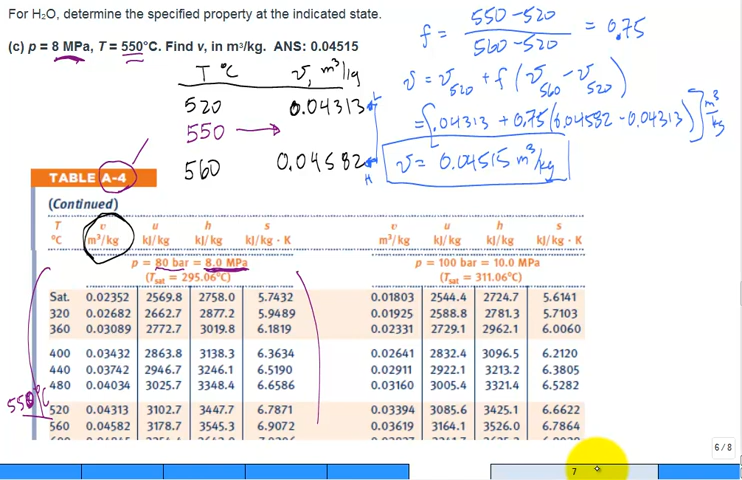 For H₂O, determine the specified property at the indicated state.
(c) p = 8 MPa, T = 550°C. Find v, in m³/kg. ANS: 0.04515
f = (550 - 520) / (560 - 520) = 0.75
T °C v, m³/kg
520 0.04313
550 →
560 0.04582
v = v520 + f (v560 - v520)
= [.04313 + 0.75(0.04582 - 0.04313)] m³/kg
v = 0.04515 m³/kg
TABLE A-4
(Continued)
T v u h s v u h s
°C m³/kg kJ/kg kJ/kg kJ/kg · K m³/kg kJ/kg kJ/kg kJ/kg · K
p = 80 bar = 8.0 MPa p = 100 bar = 10.0 MPa
(Tsat = 295.06°C) (Tsat = 311.06°C)
Sat. 0.02352 2569.8 2758.0 5.7432 0.01803 2544.4 2724.7 5.6141
320 0.02682 2662.7 2877.2 5.9489 0.01925 2588.8 2781.3 5.7103
360 0.03089 2772.7 3019.8 6.1819 0.02331 2729.1 2962.1 6.0060
400 0.03432 2863.8 3138.3 6.3634 0.02641 2832.4 3096.5 6.2120
440 0.03742 2946.7 3246.1 6.5190 0.02911 2922.1 3213.2 6.3805
480 0.04034 3025.7 3348.4 6.6586 0.03160 3005.4 3321.4 6.5282
550°C
520 0.04313 3102.7 3447.7 6.7871 0.03394 3085.6 3425.1 6.6622
560 0.04582 3178.7 3545.3 6.9072 0.03619 3164.1 3526.0 6.7864
6 / 8
7